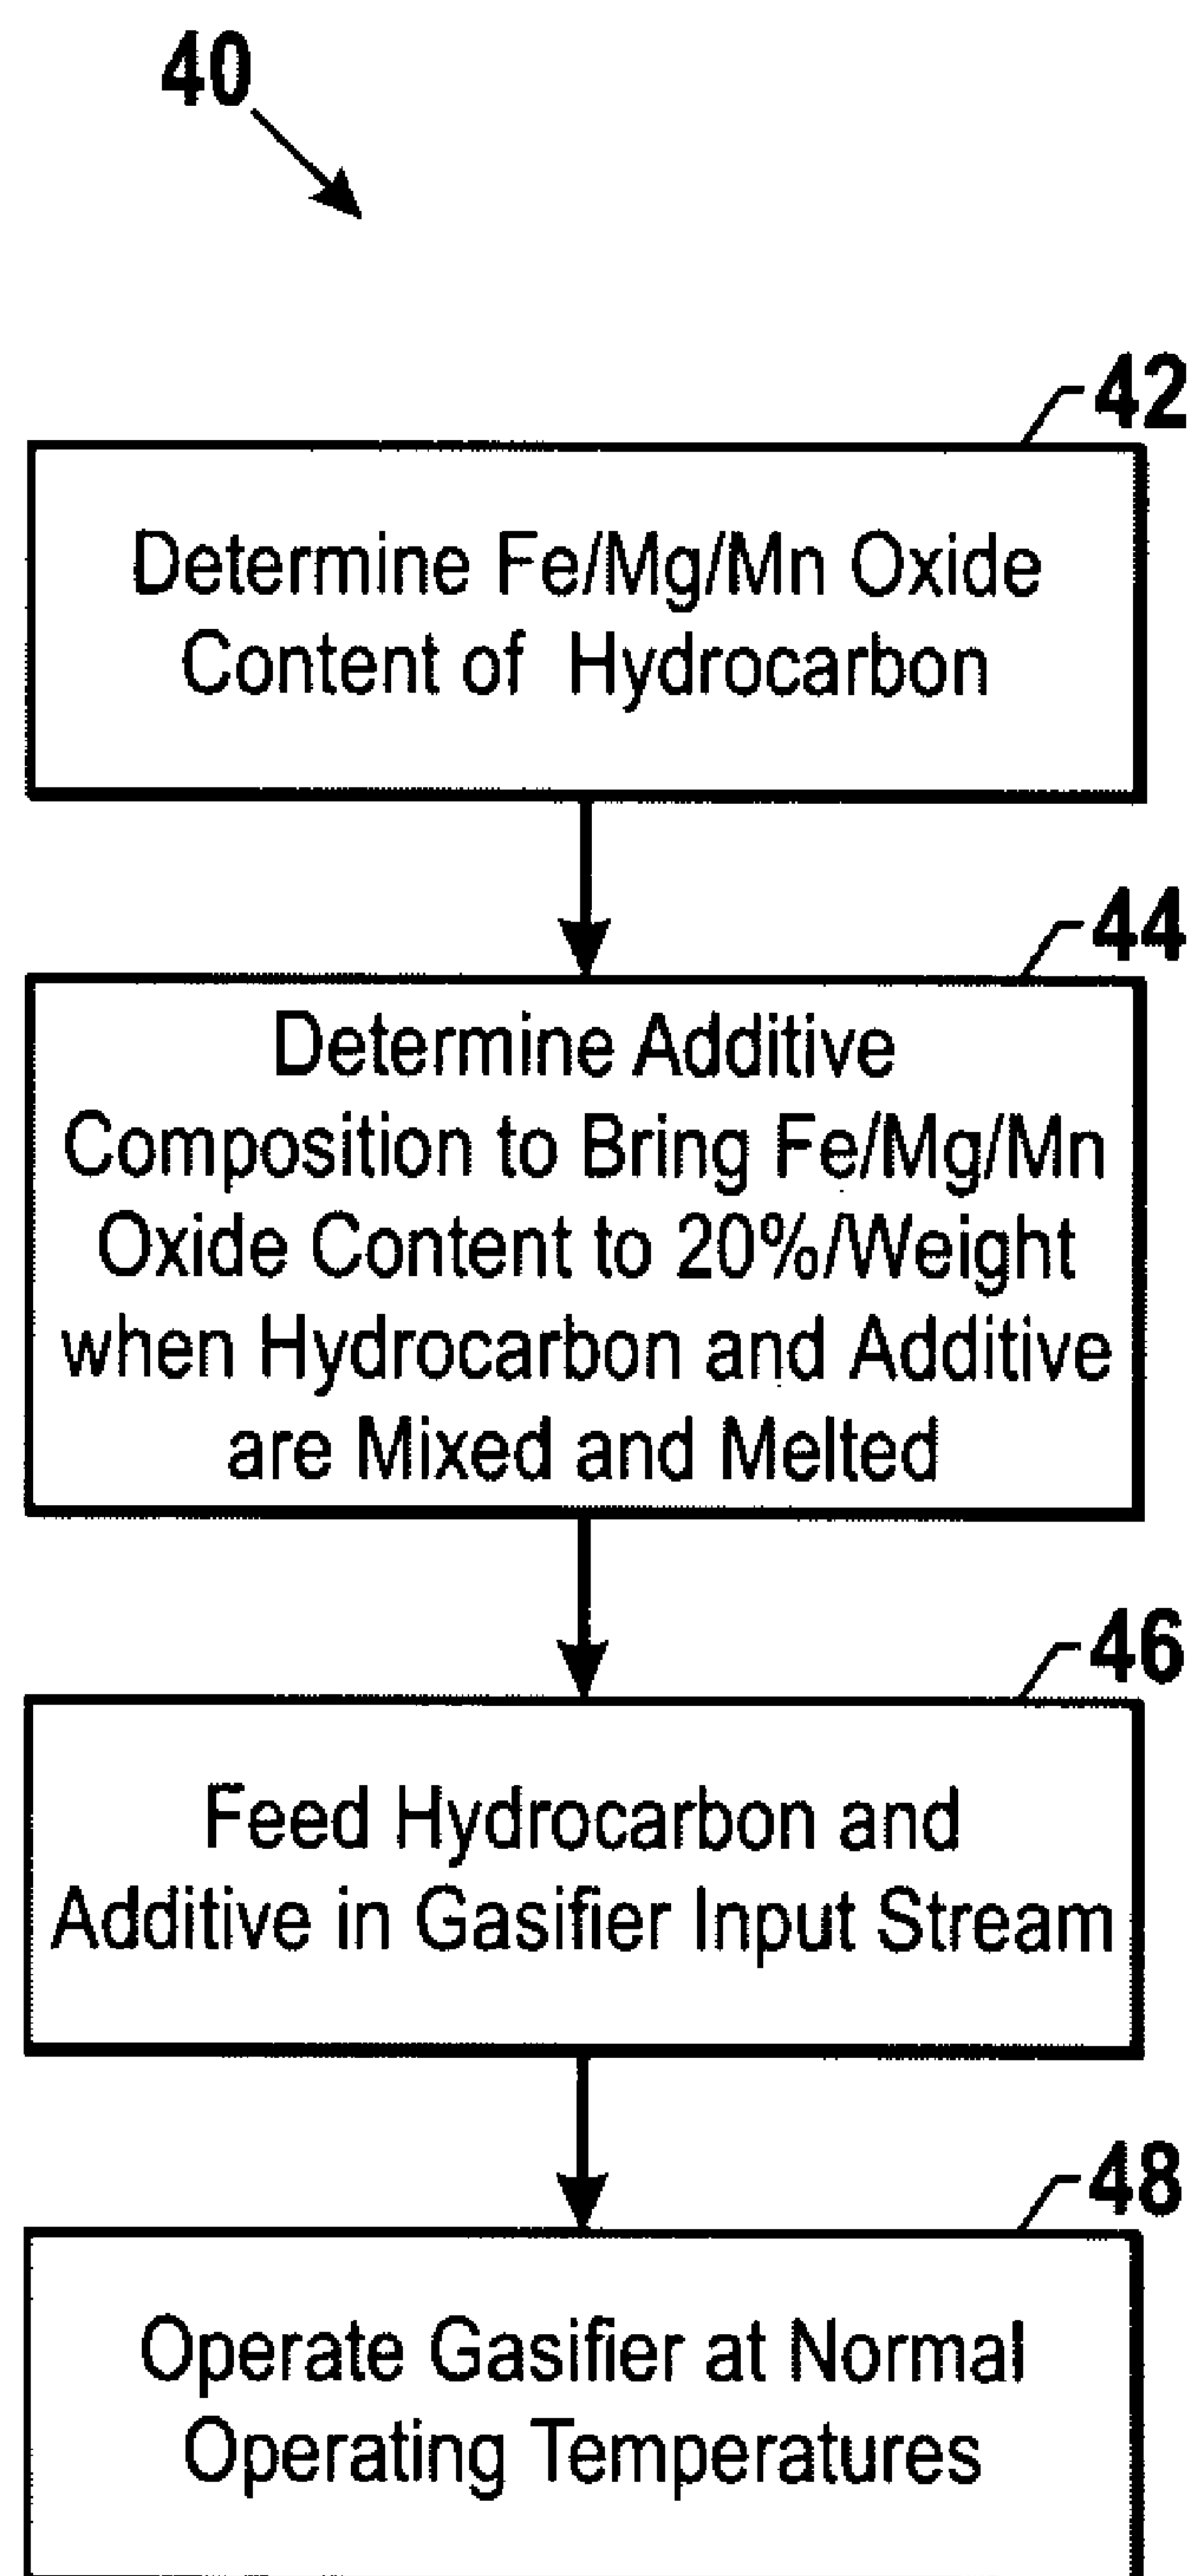 40
42
Determine Fe/Mg/Mn Oxide
Content of Hydrocarbon
44
Determine Additive
Composition to Bring Fe/Mg/Mn
Oxide Content to 20%/Weight
when Hydrocarbon and Additive
are Mixed and Melted
46
Feed Hydrocarbon and
Additive in Gasifier Input Stream
48
Operate Gasifier at Normal
Operating Temperatures